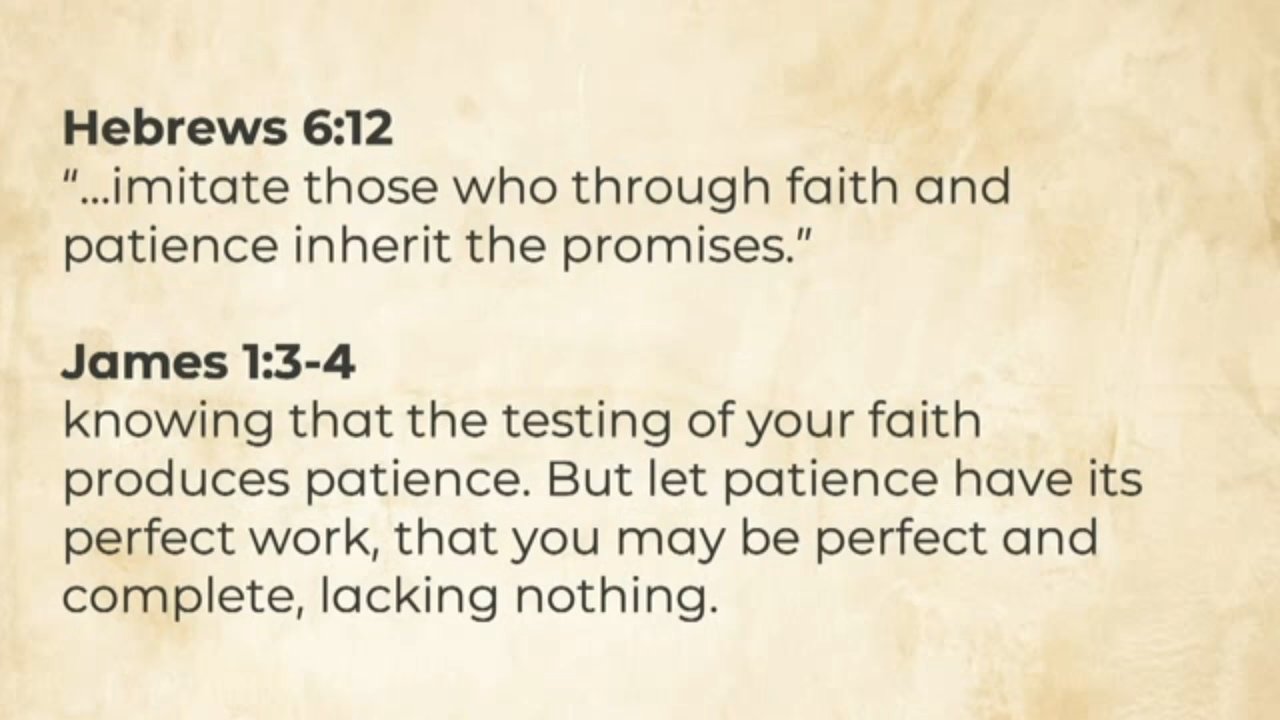 Hebrews 6:12
"...imitate those who through faith and
patience inherit the promises."
James 1:3-4
knowing that the testing of your faith
produces patience. But let patience have its
perfect work, that you may be perfect and
complete, lacking nothing.